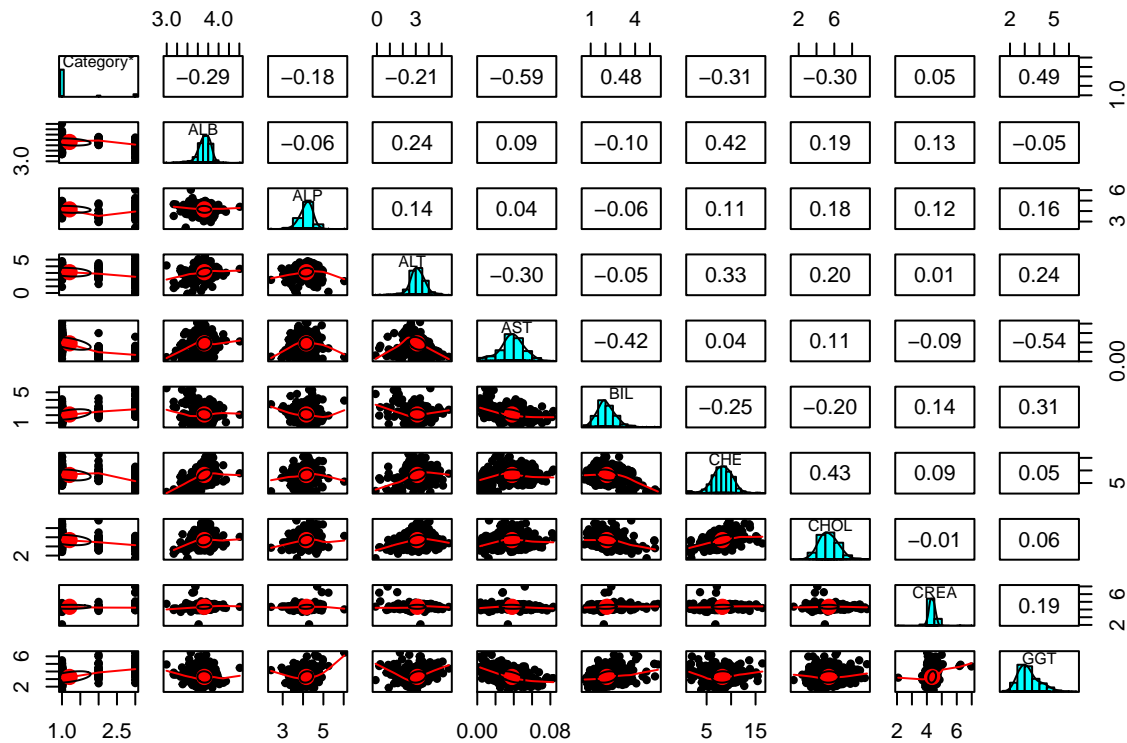 3.0 4.0 0 3 1 4 2 6 2 5
Category* −0.29 −0.18 −0.21 −0.59 0.48 −0.31 −0.30 0.05 0.49 1.0
3.0 ALB −0.06 0.24 0.09 −0.10 0.42 0.19 0.13 −0.05
ALP 0.14 0.04 −0.06 0.11 0.18 0.12 0.16 3 6
0 5 ALT −0.30 −0.05 0.33 0.20 0.01 0.24
AST −0.42 0.04 0.11 −0.09 −0.54 0.00
1 5 BIL −0.25 −0.20 0.14 0.31
CHE 0.43 0.09 0.05 5
2 CHOL −0.01 0.06
CREA 0.19 2 6
2 6 GGT
1.0 2.5 3 5 0.00 0.08 5 15 2 4 6